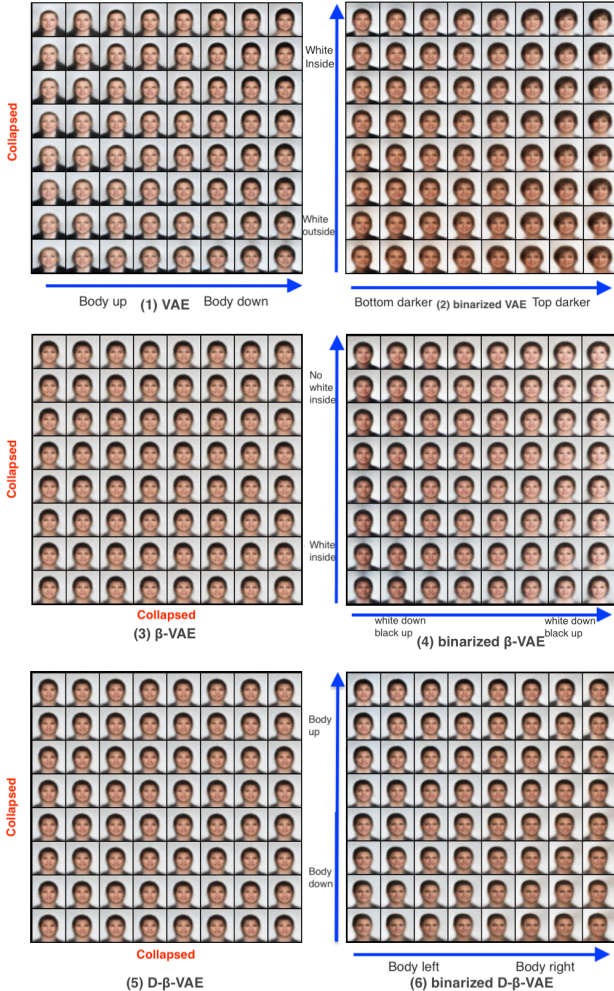 Collapsed
White
Inside
White
outside
Body up
(1) VAE
Body down
Bottom darker
(2) binarized VAE
Top darker
Collapsed
No
white
inside
White
inside
Collapsed
(3) β-VAE
white down
black up
(4) binarized β-VAE
white down
black up
Collapsed
Body
up
Body
down
Collapsed
(5) D-β-VAE
Body left
Body right
(6) binarized D-β-VAE